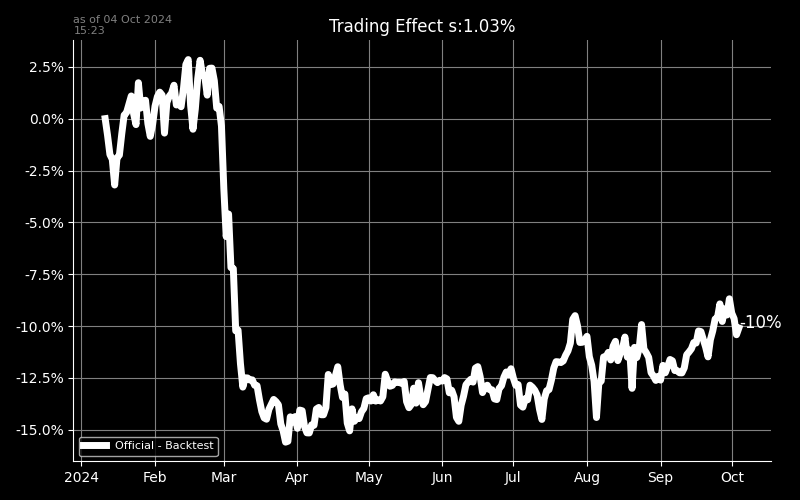 as of 04 Oct 2024
15:23
Trading Effect s:1.03%
2.5%
0.0%
-2.5%
-5.0%
-7.5%
-10.0%
-12.5%
-15.0%
-10%
Official - Backtest
2024 Feb Mar Apr May Jun Jul Aug Sep Oct